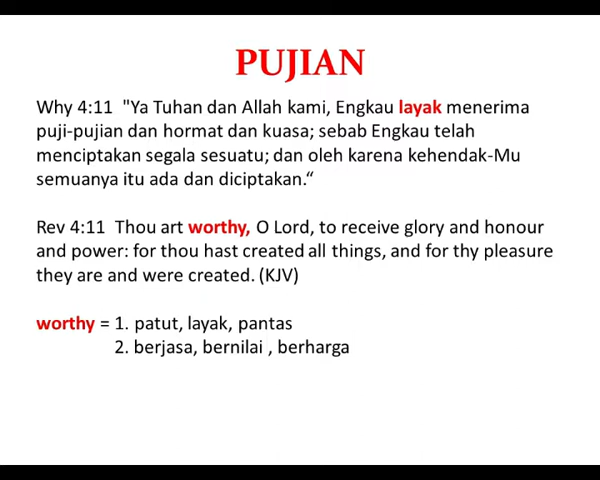 PUJIAN
Why 4:11  "Ya Tuhan dan Allah kami, Engkau layak menerima
puji-pujian dan hormat dan kuasa; sebab Engkau telah
menciptakan segala sesuatu; dan oleh karena kehendak-Mu
semuanya itu ada dan diciptakan.“
Rev 4:11  Thou art worthy, O Lord, to receive glory and honour
and power: for thou hast created all things, and for thy pleasure
they are and were created. (KJV)
worthy = 1. patut, layak, pantas
2. berjasa, bernilai , berharga